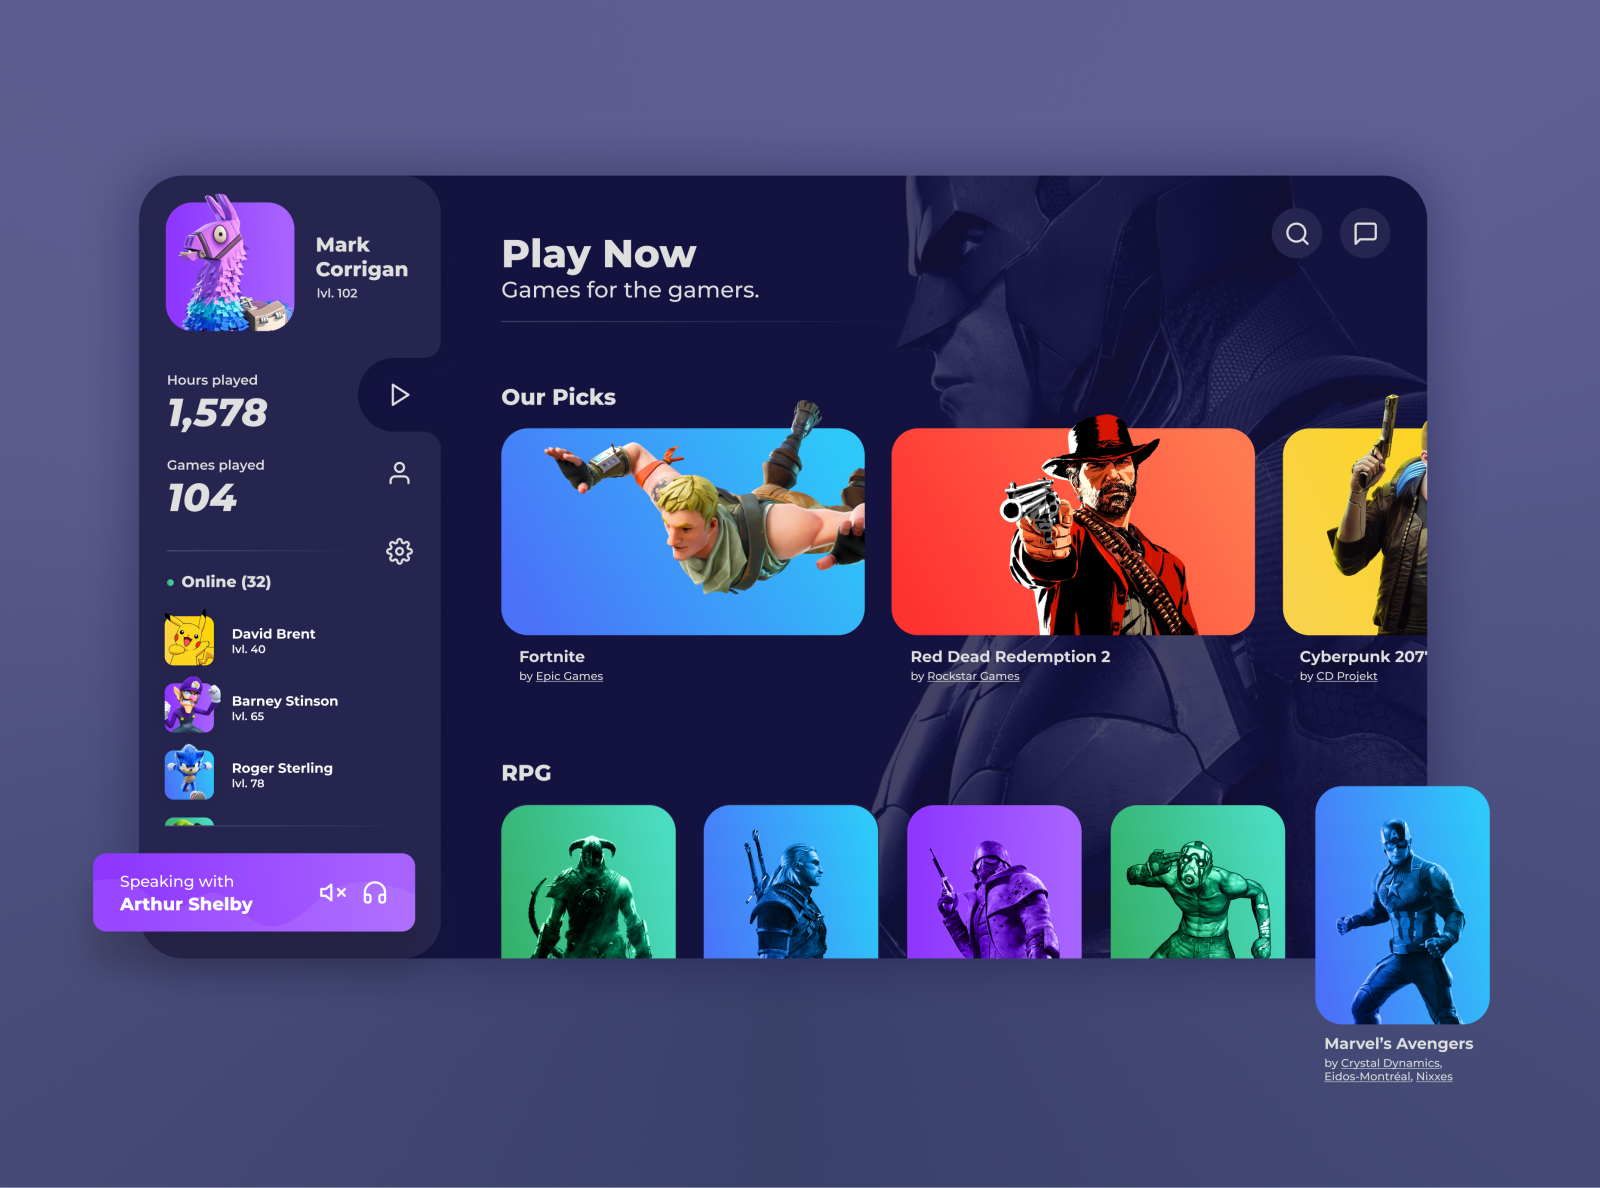 Mark
Corrigan
lvl. 102
Hours played
1,578
Games played
104
Online (32)
David Brent
lvl. 40
Barney Stinson
lvl. 65
Roger Sterling
lvl. 78
Speaking with
Arthur Shelby
Play Now
Games for the gamers.
Our Picks
Fortnite
by Epic Games
Red Dead Redemption 2
by Rockstar Games
Cyberpunk 207
by CD Projekt
RPG
Marvel’s Avengers
by Crystal Dynamics,
Eidos-Montréal, Nixxes